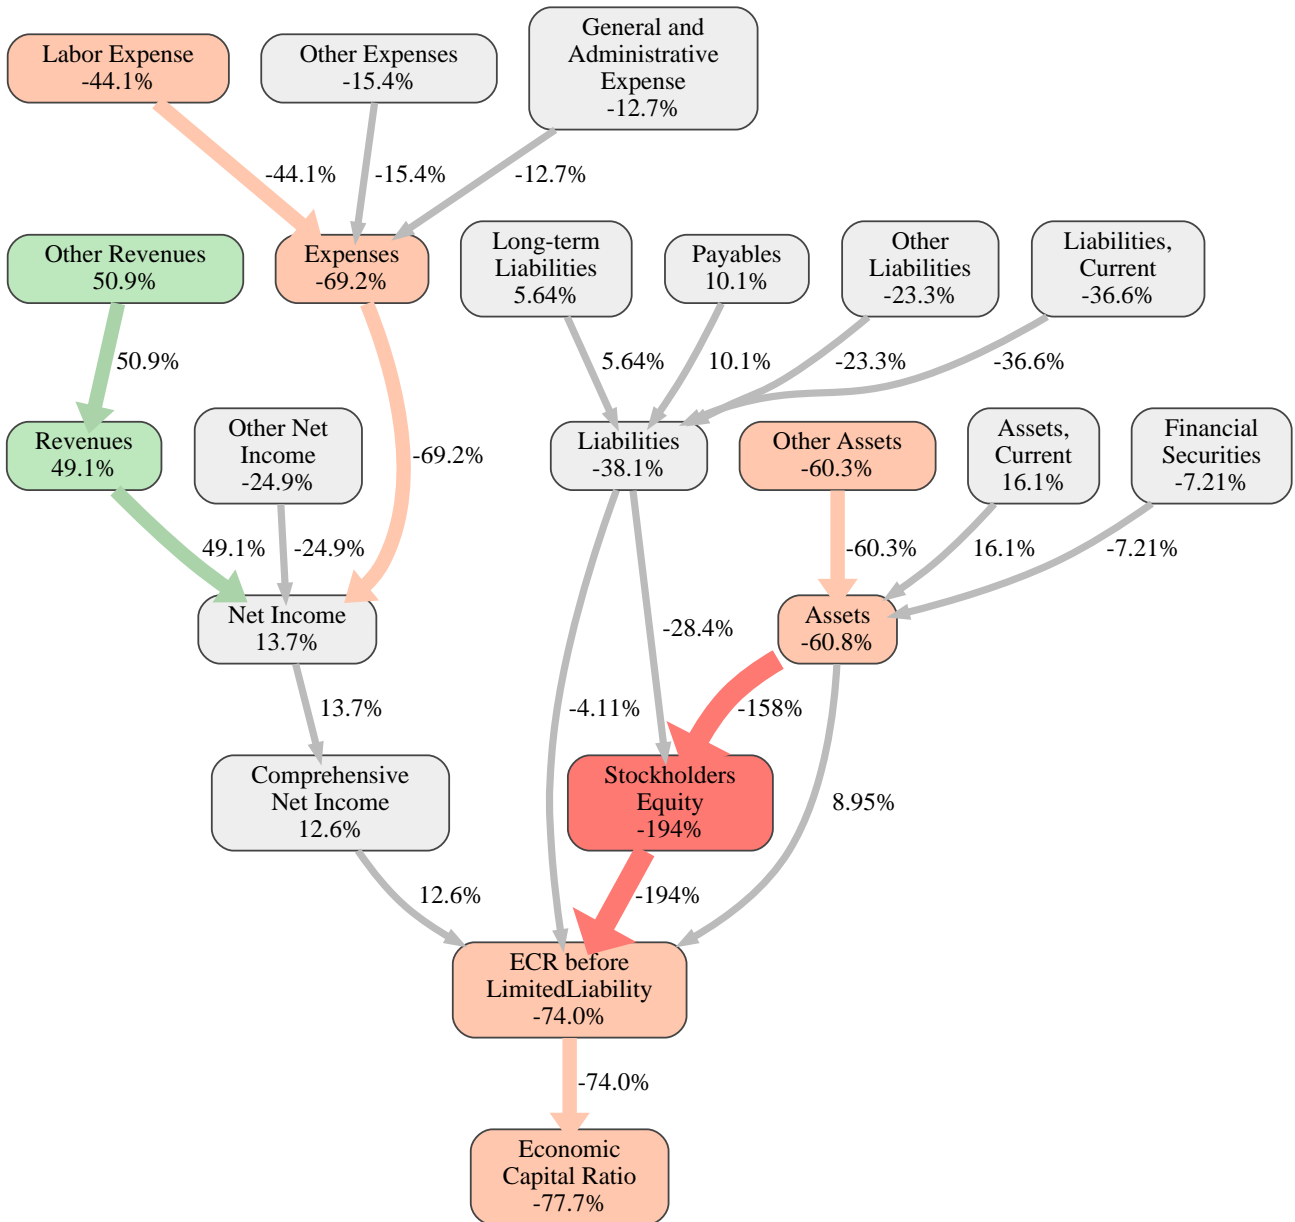 Labor Expense
-44.1%
Other Expenses
-15.4%
General and
Administrative
Expense
-12.7%
-44.1%
-15.4%
-12.7%
Other Revenues
50.9%
Expenses
-69.2%
Long-term
Liabilities
5.64%
Payables
10.1%
Other
Liabilities
-23.3%
Liabilities,
Current
-36.6%
50.9%
5.64%
10.1%
-23.3%
-36.6%
Revenues
49.1%
Other Net
Income
-24.9%
-69.2%
Liabilities
-38.1%
Other Assets
-60.3%
Assets,
Current
16.1%
Financial
Securities
-7.21%
49.1%
-24.9%
-60.3%
16.1%
-7.21%
Net Income
13.7%
-28.4%
Assets
-60.8%
13.7%
-4.11%
-158%
Comprehensive
Net Income
12.6%
Stockholders
Equity
-194%
8.95%
12.6%
-194%
ECR before
LimitedLiability
-74.0%
-74.0%
Economic
Capital Ratio
-77.7%